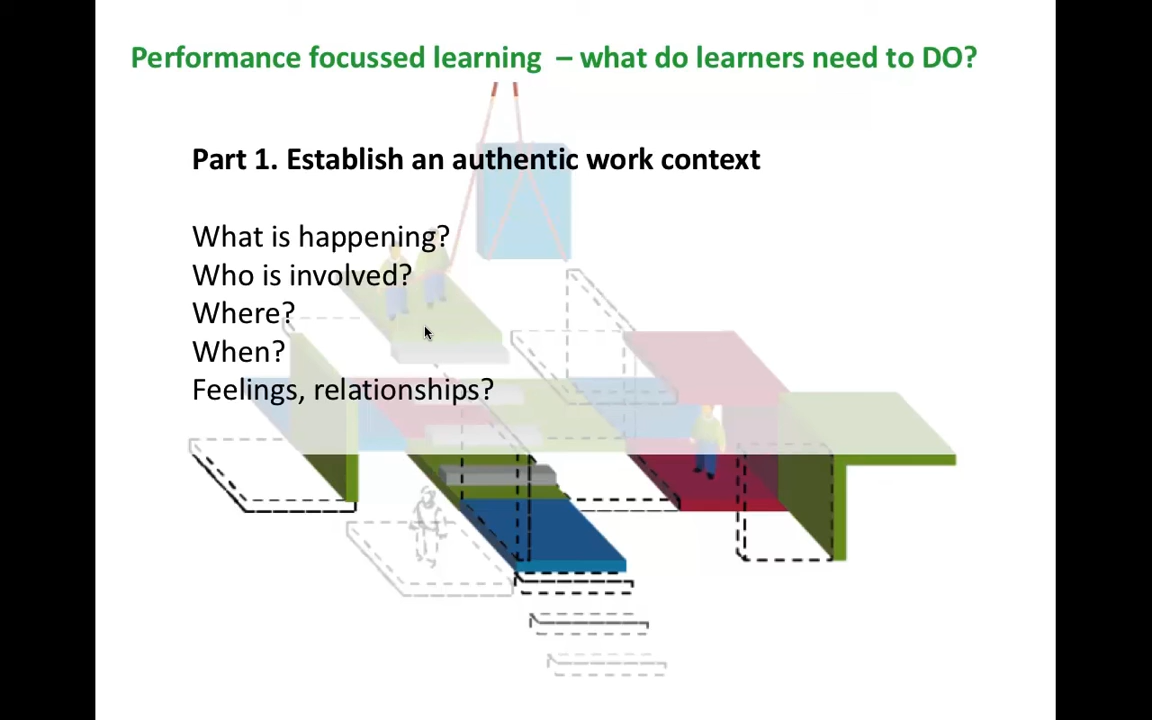 Performance focussed learning – what do learners need to DO?
Part 1. Establish an authentic work context
What is happening?
Who is involved?
Where?
When?
Feelings, relationships?